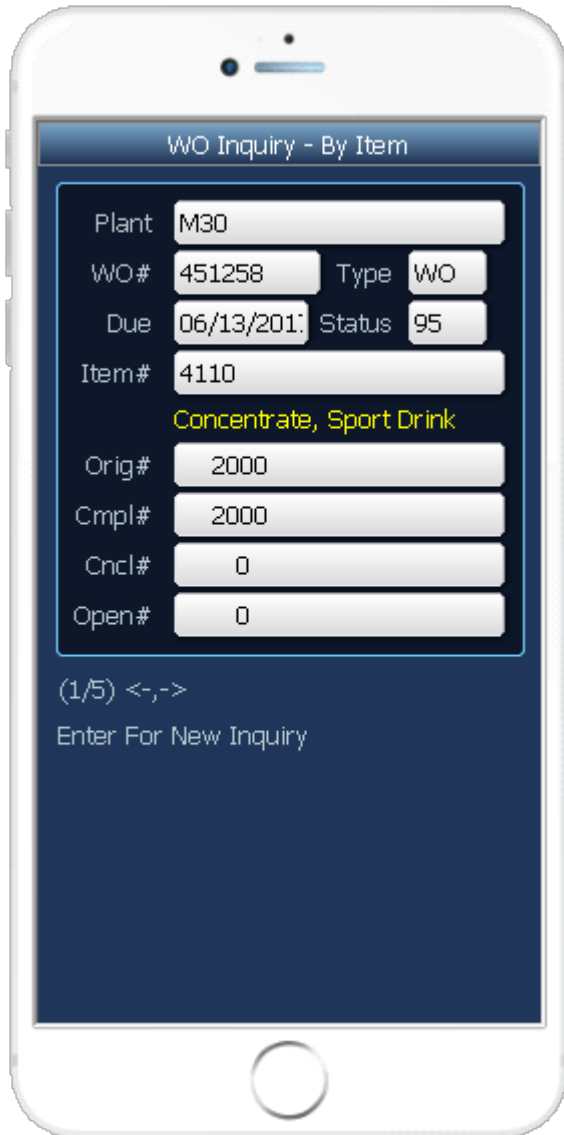 WO Inquiry - By Item
Plant M30
WO# 451258 Type WO
Due 06/13/201 Status 95
Item# 4110
Concentrate, Sport Drink
Orig# 2000
Cmpl# 2000
Cncl# 0
Open# 0
(1/5) <-,->
Enter For New Inquiry